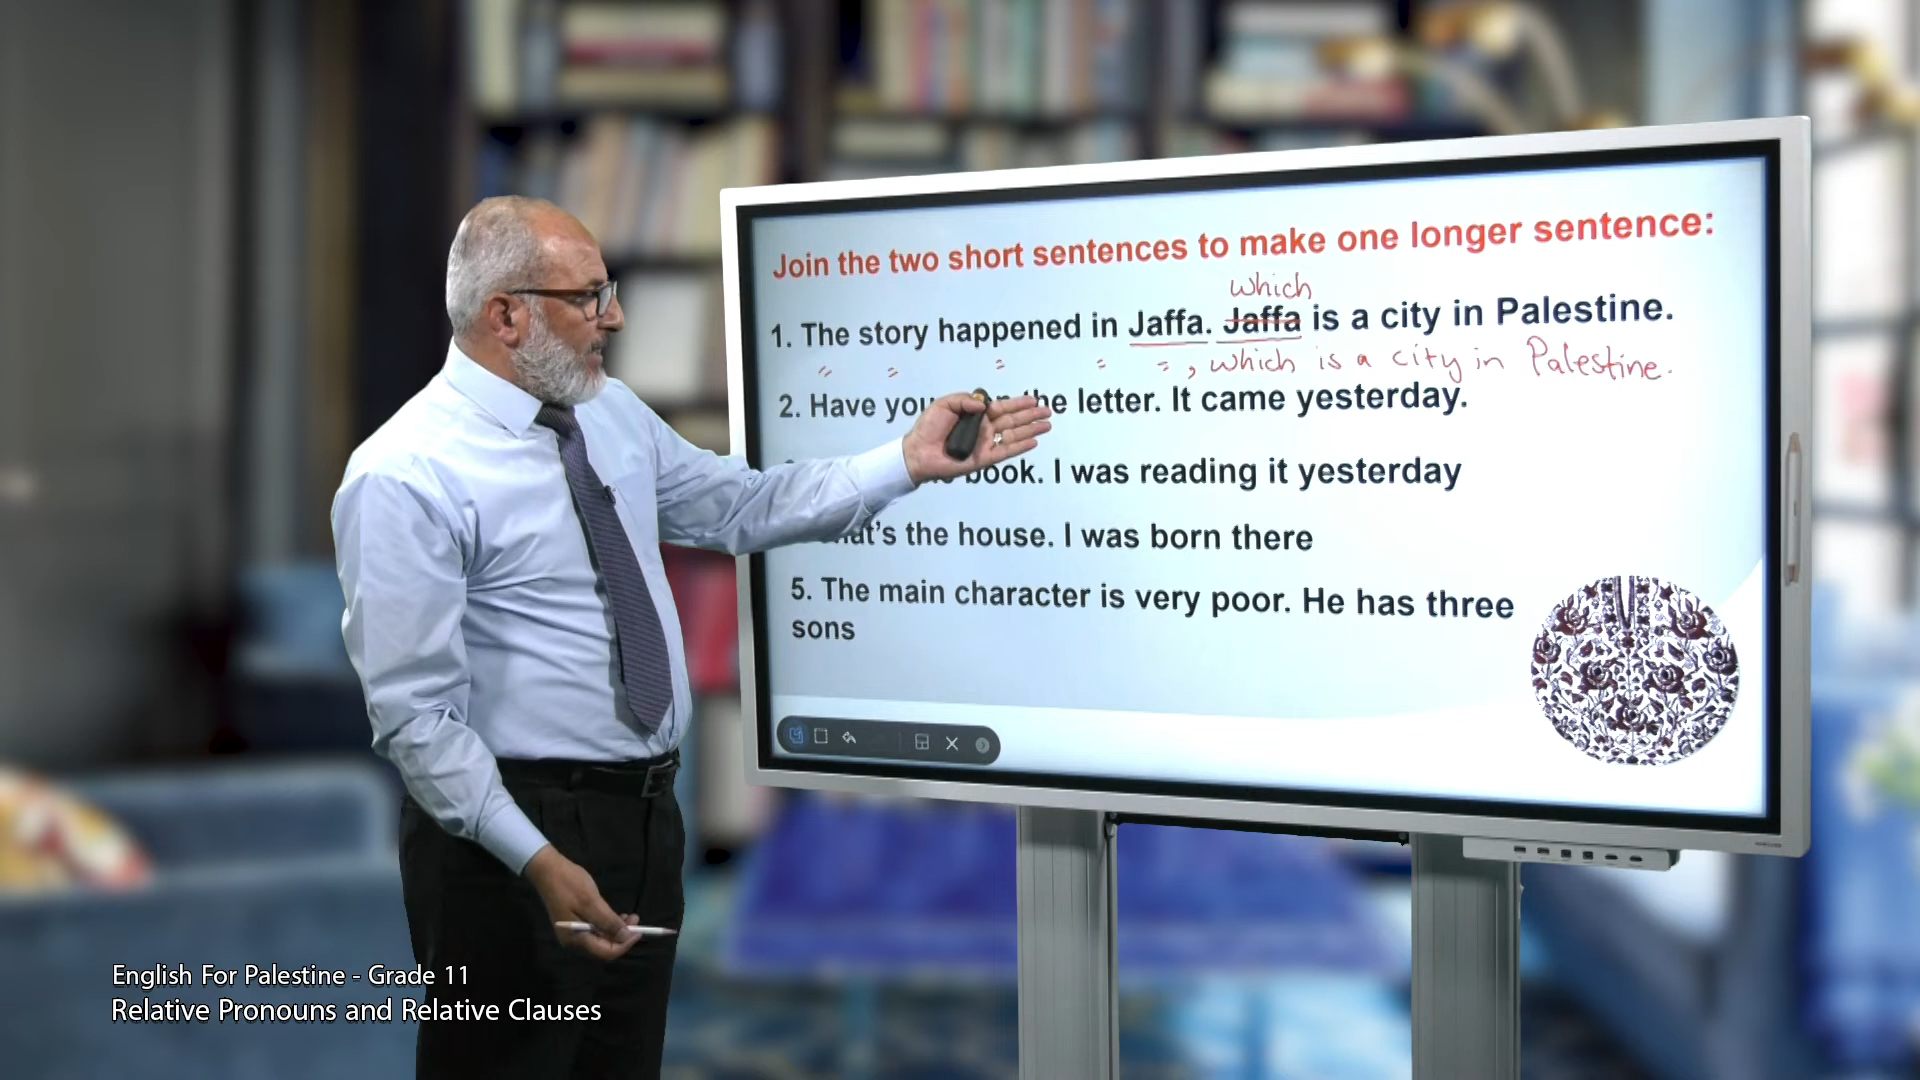 Join the two short sentences to make one longer sentence:
which
1. The story happened in Jaffa. Jaffa is a city in Palestine.
" " = = =, which is a city in Palestine.
2. Have you the letter. It came yesterday.
book. I was reading it yesterday
the house. I was born there
5. The main character is very poor. He has three
sons
English For Palestine - Grade 11
Relative Pronouns and Relative Clauses